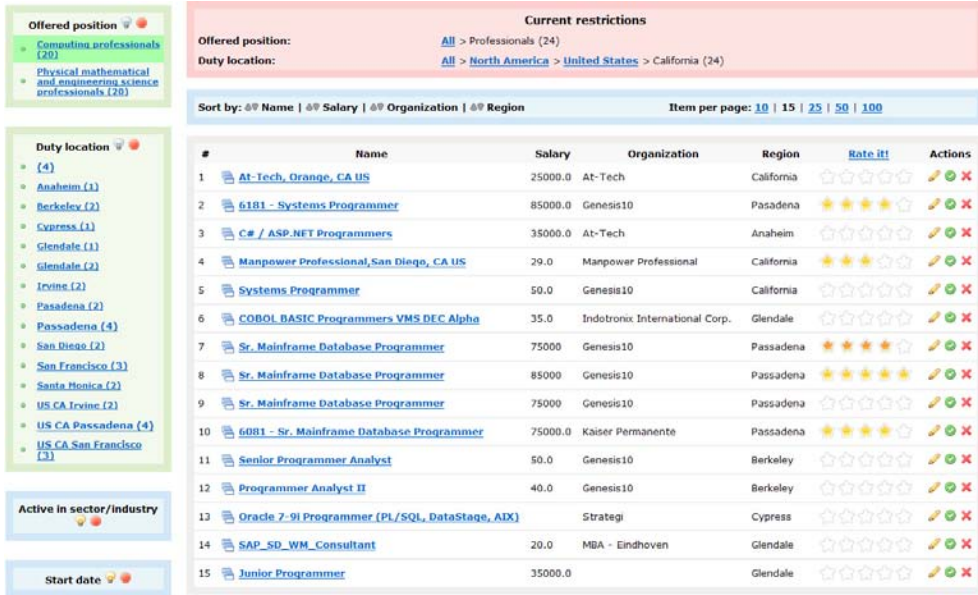 Offered position
Computing professionals
(20)
Physical mathematical
and engineering science
professionals (20)
Duty location
(4)
Anaheim (1)
Berkeley (2)
Cypress (1)
Glendale (1)
Glendale (2)
Irvine (2)
Pasadena (2)
Passadena (4)
San Diego (2)
San Francisco (3)
Santa Monica (2)
US CA Irvine (2)
US CA Passadena (4)
US CA San Francisco
(3)
Active in sector/industry
Start date
Current restrictions
Offered position: All > Professionals (24)
Duty location: All > North America > United States > California (24)
Sort by: Name | Salary | Organization | Region Item per page: 10 | 15 | 25 | 50 | 100
# Name Salary Organization Region Rate it! Actions
1 At-Tech, Orange, CA US 25000.0 At-Tech California
2 6181 - Systems Programmer 85000.0 Genesis10 Pasadena
3 C# / ASP.NET Programmers 35000.0 At-Tech Anaheim
4 Manpower Professional,San Diego, CA US 29.0 Manpower Professional California
5 Systems Programmer 50.0 Genesis10 California
6 COBOL BASIC Programmers VMS DEC Alpha 35.0 Indotronix International Corp. Glendale
7 Sr. Mainframe Database Programmer 75000 Genesis10 Passadena
8 Sr. Mainframe Database Programmer 85000 Genesis10 Passadena
9 Sr. Mainframe Database Programmer 75000 Genesis10 Passadena
10 6081 - Sr. Mainframe Database Programmer 75000.0 Kaiser Permanente Passadena
11 Senior Programmer Analyst 50.0 Genesis10 Berkeley
12 Programmer Analyst II 40.0 Genesis10 Berkeley
13 Oracle 7-9i Programmer (PL/SQL, DataStage, AIX) Strategi Cypress
14 SAP_SD_WM_Consultant 20.0 MBA - Eindhoven Glendale
15 Junior Programmer 35000.0 Glendale